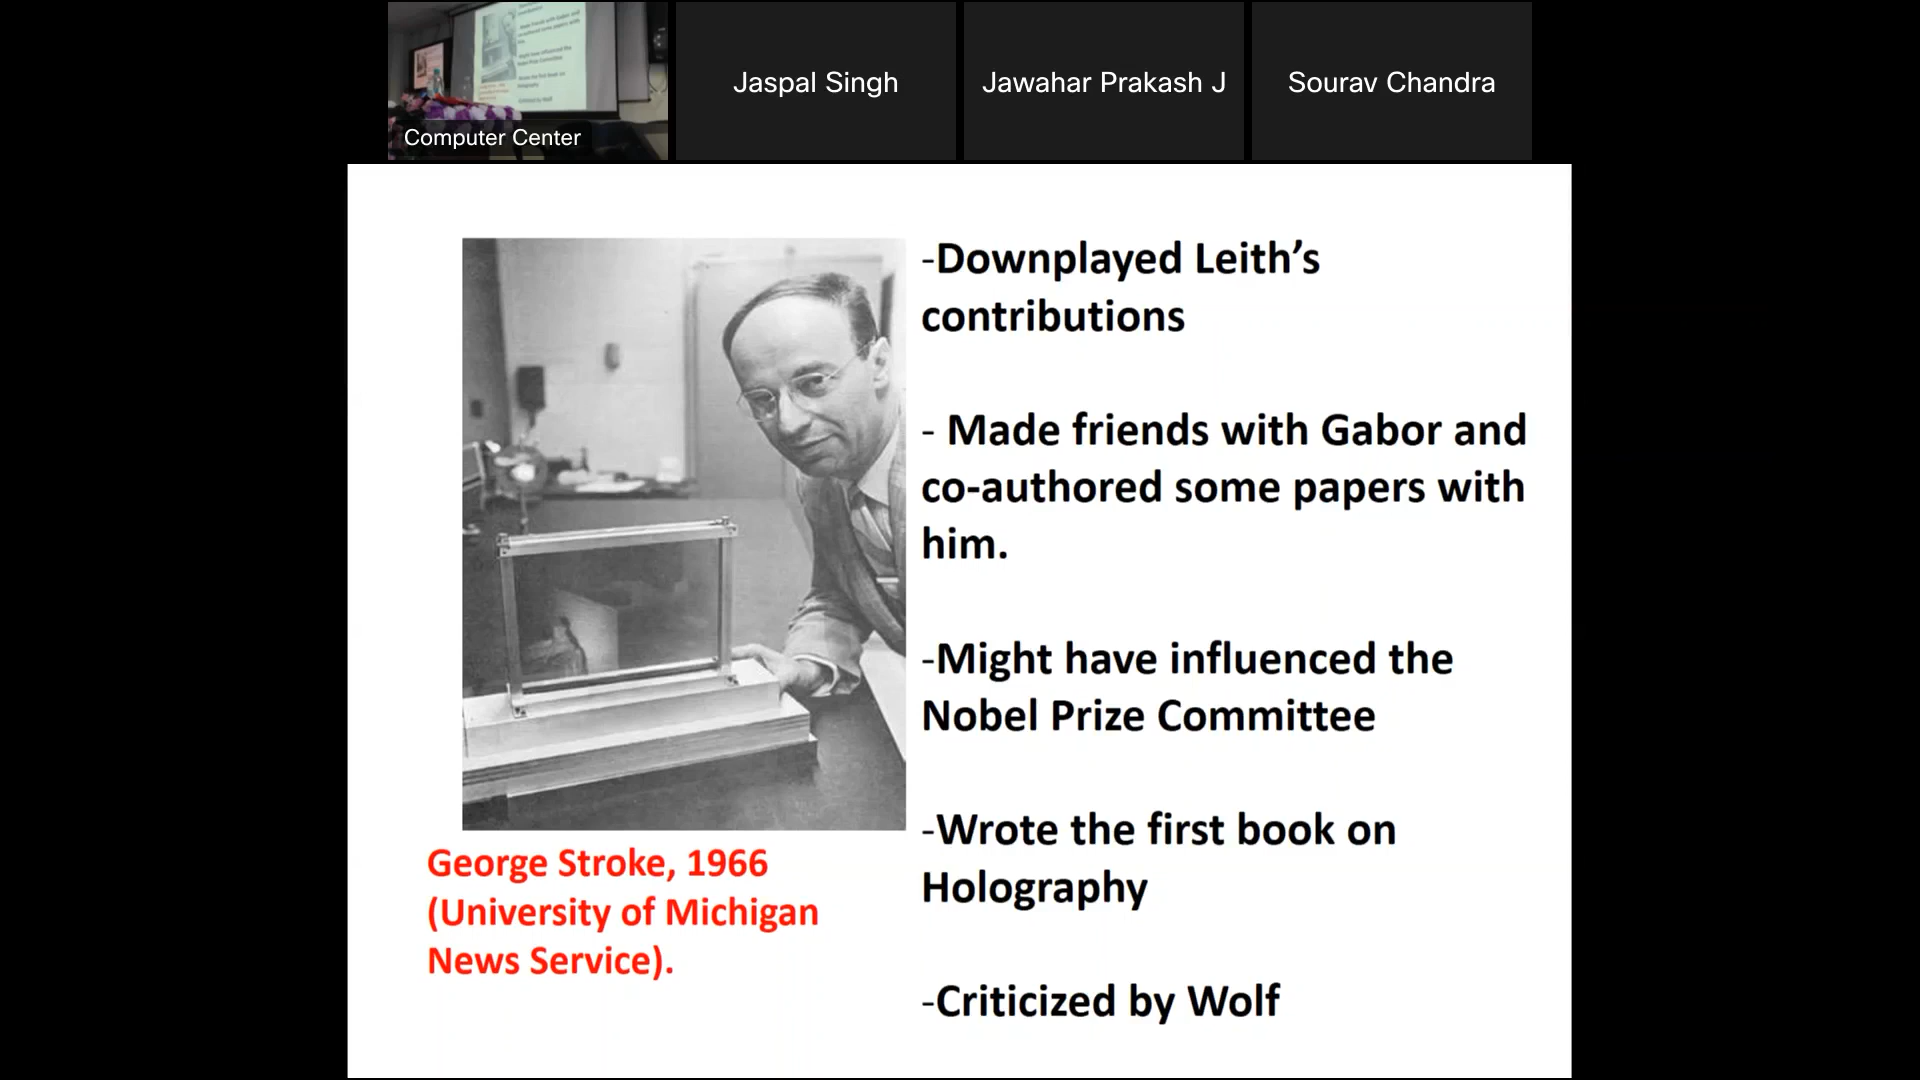 Computer Center
Jaspal Singh
Jawahar Prakash J
Sourav Chandra
-Downplayed Leith’s
contributions
- Made friends with Gabor and
co-authored some papers with
him.
-Might have influenced the
Nobel Prize Committee
-Wrote the first book on
Holography
-Criticized by Wolf
George Stroke, 1966
(University of Michigan
News Service).